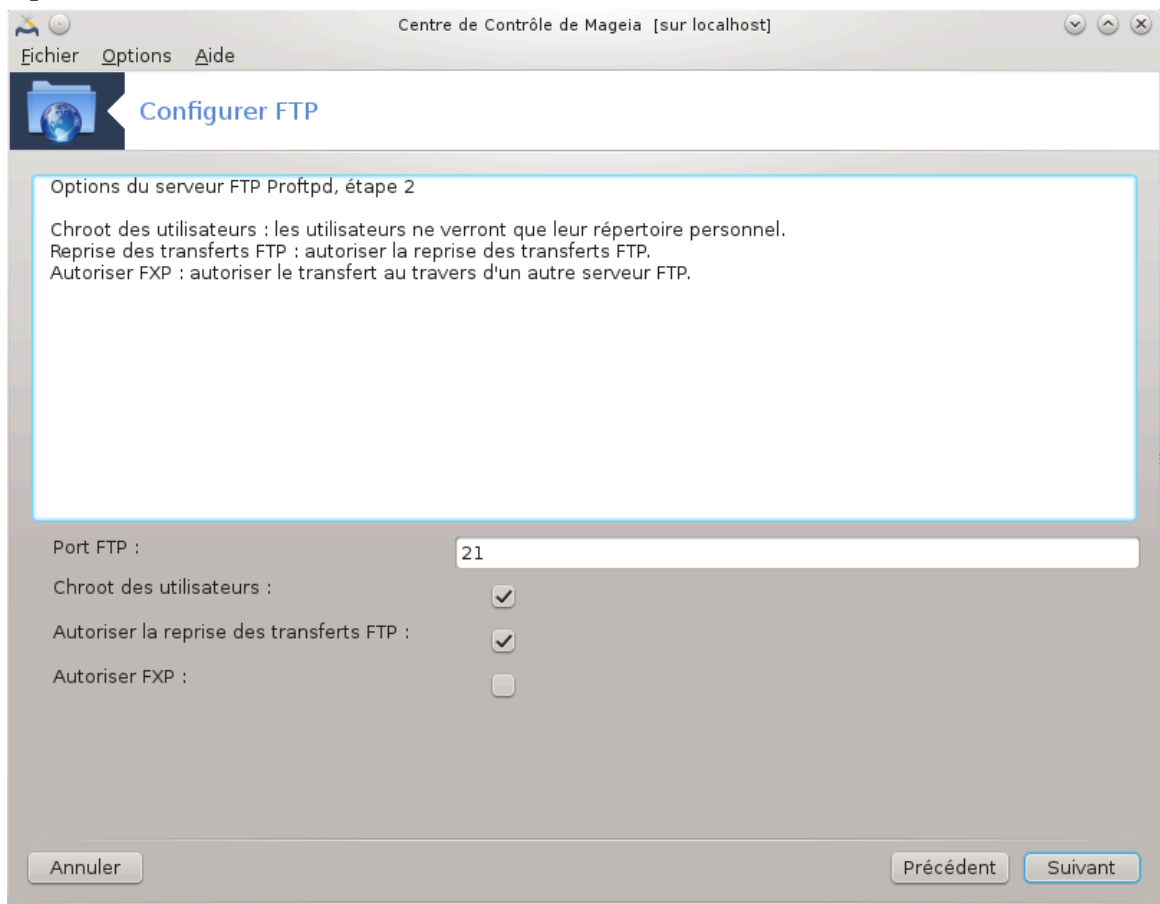 Centre de Contrôle de Mageia [sur localhost]
Fichier Options Aide
Configurer FTP
Options du serveur FTP Proftpd, étape 2
Chroot des utilisateurs : les utilisateurs ne verront que leur répertoire personnel.
Reprise des transferts FTP : autoriser la reprise des transferts FTP.
Autoriser FXP : autoriser le transfert au travers d'un autre serveur FTP.
Port FTP : 21
Chroot des utilisateurs :
Autoriser la reprise des transferts FTP :
Autoriser FXP :
Annuler Précédent Suivant